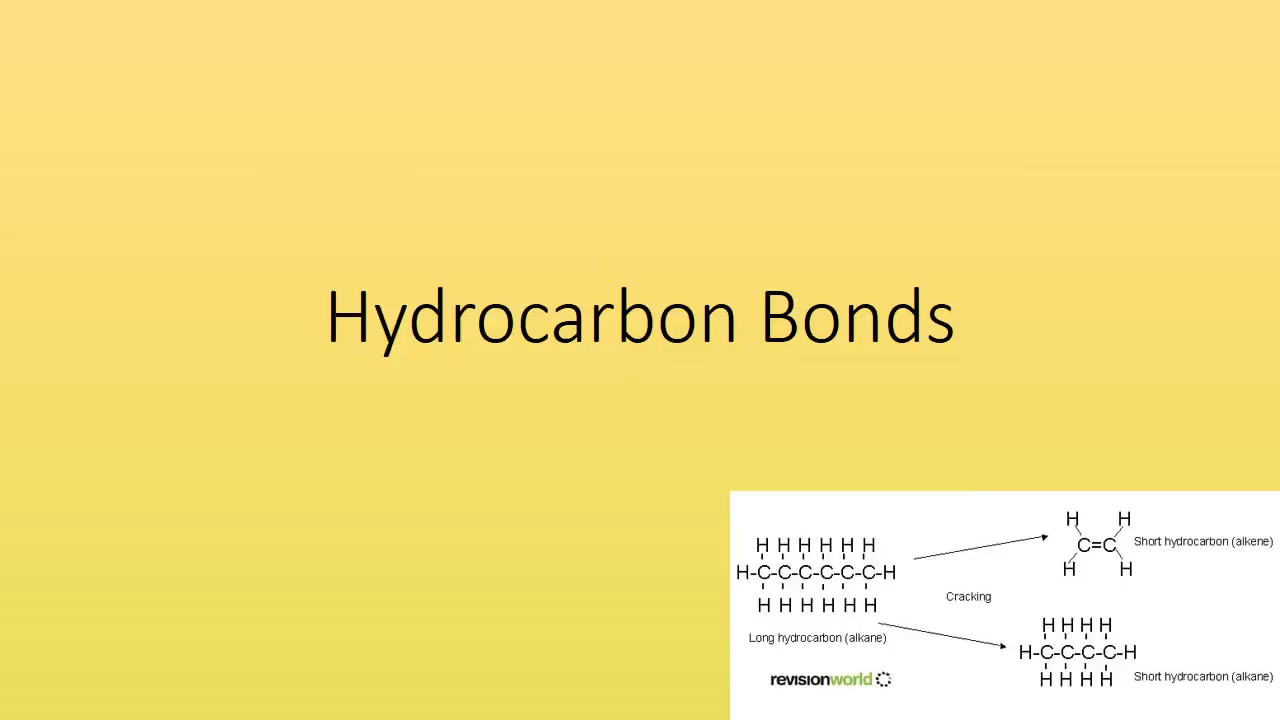 Hydrocarbon Bonds
H H H H H H
H-C-C-C-C-C-C-H
H H H H H H
Long hydrocarbon (alkane)
Cracking
H H
C=C
H H
Short hydrocarbon (alkene)
H H H H
H-C-C-C-C-H
H H H H
Short hydrocarbon (alkane)
revisionworld